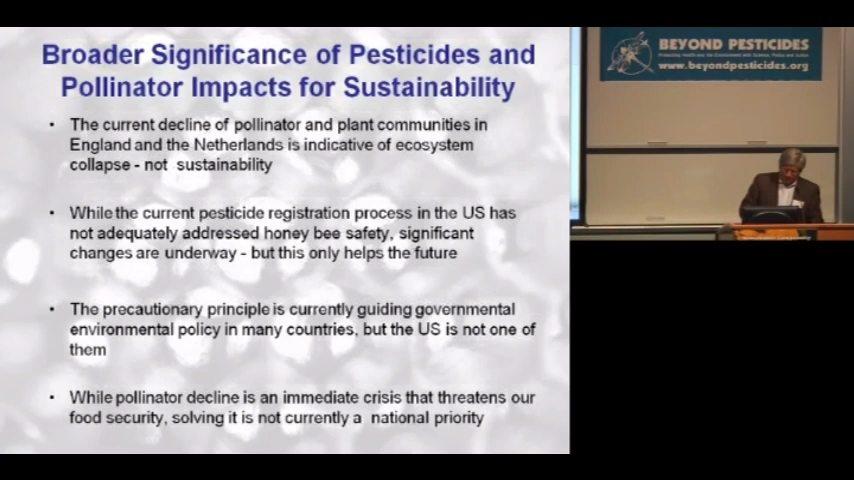 Broader Significance of Pesticides and
Pollinator Impacts for Sustainability
• The current decline of pollinator and plant communities in
England and the Netherlands is indicative of ecosystem
collapse - not sustainability
• While the current pesticide registration process in the US has
not adequately addressed honey bee safety, significant
changes are underway - but this only helps the future
• The precautionary principle is currently guiding governmental
environmental policy in many countries, but the US is not one of
them
• While pollinator decline is an immediate crisis that threatens our
food security, solving it is not currently a national priority
BEYOND PESTICIDES
www.beyondpesticides.org